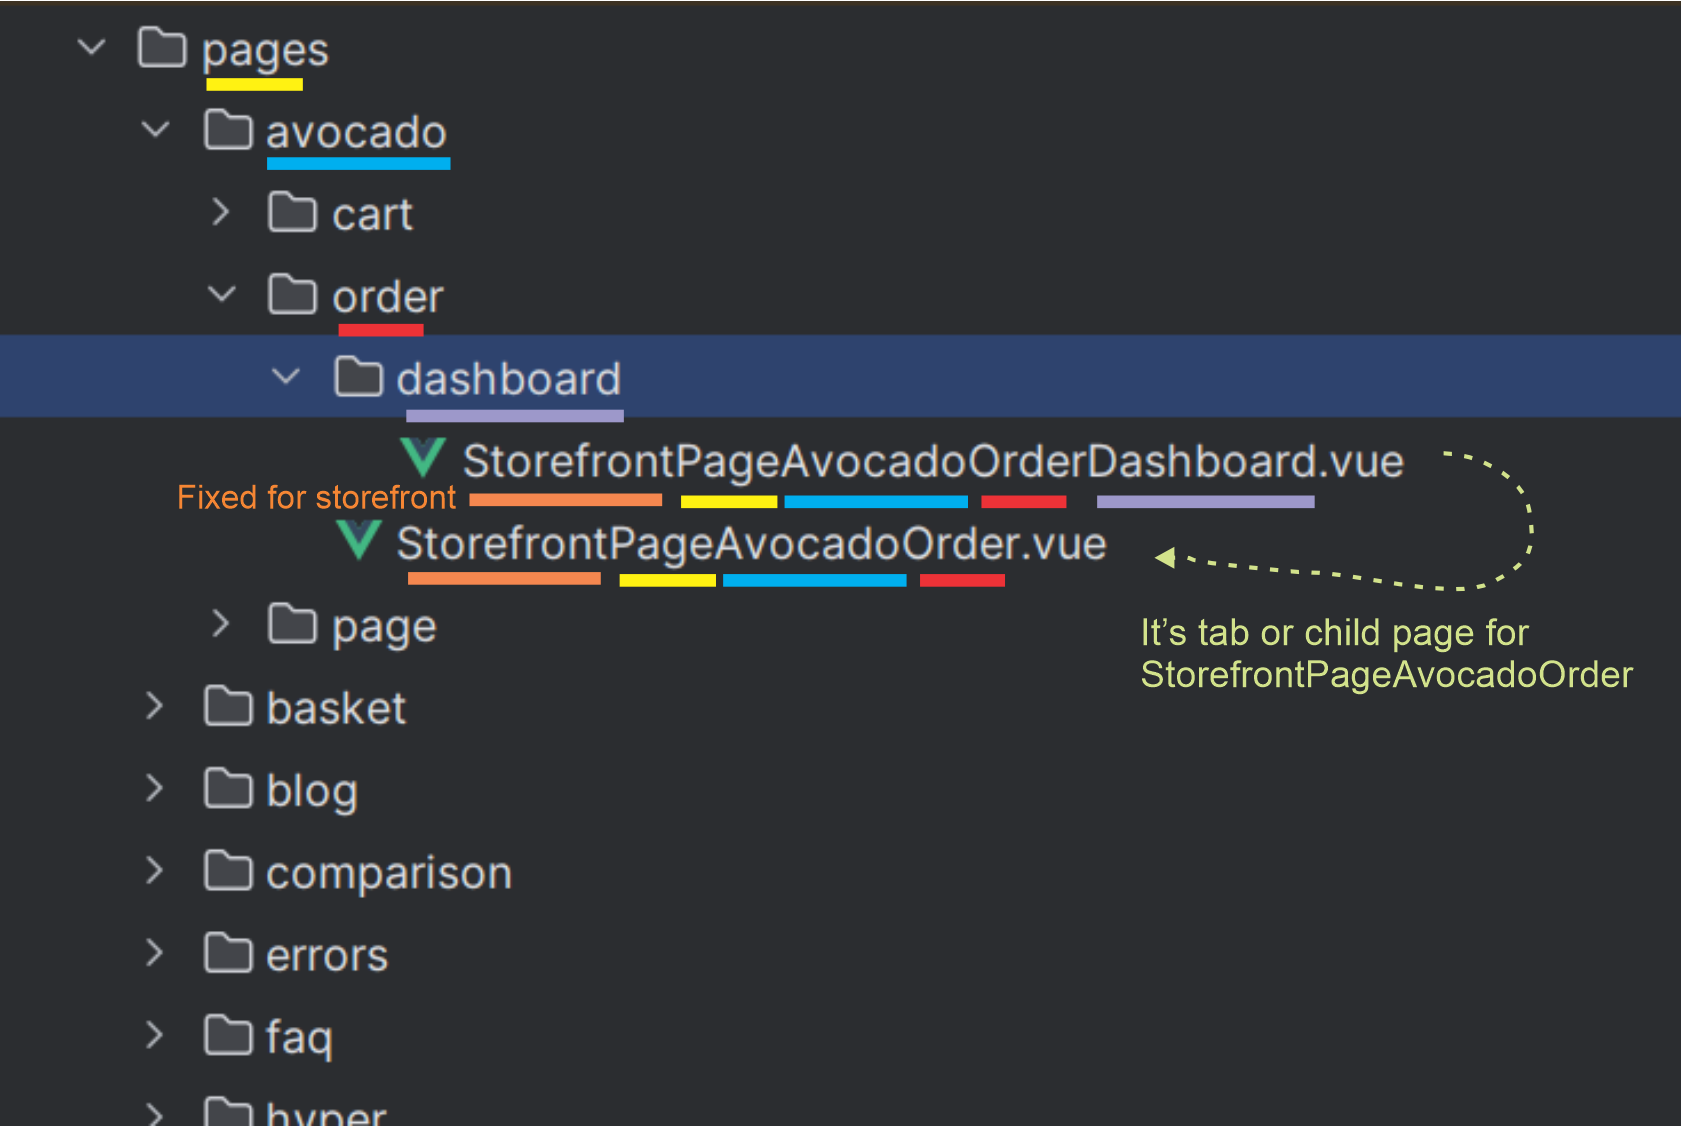 pages
avocado
cart
order
dashboard
StorefrontPageAvocadoOrderDashboard.vue
Fixed for storefront
StorefrontPageAvocadoOrder.vue
It's tab or child page for
StorefrontPageAvocadoOrder
page
basket
blog
comparison
errors
faq
hyper